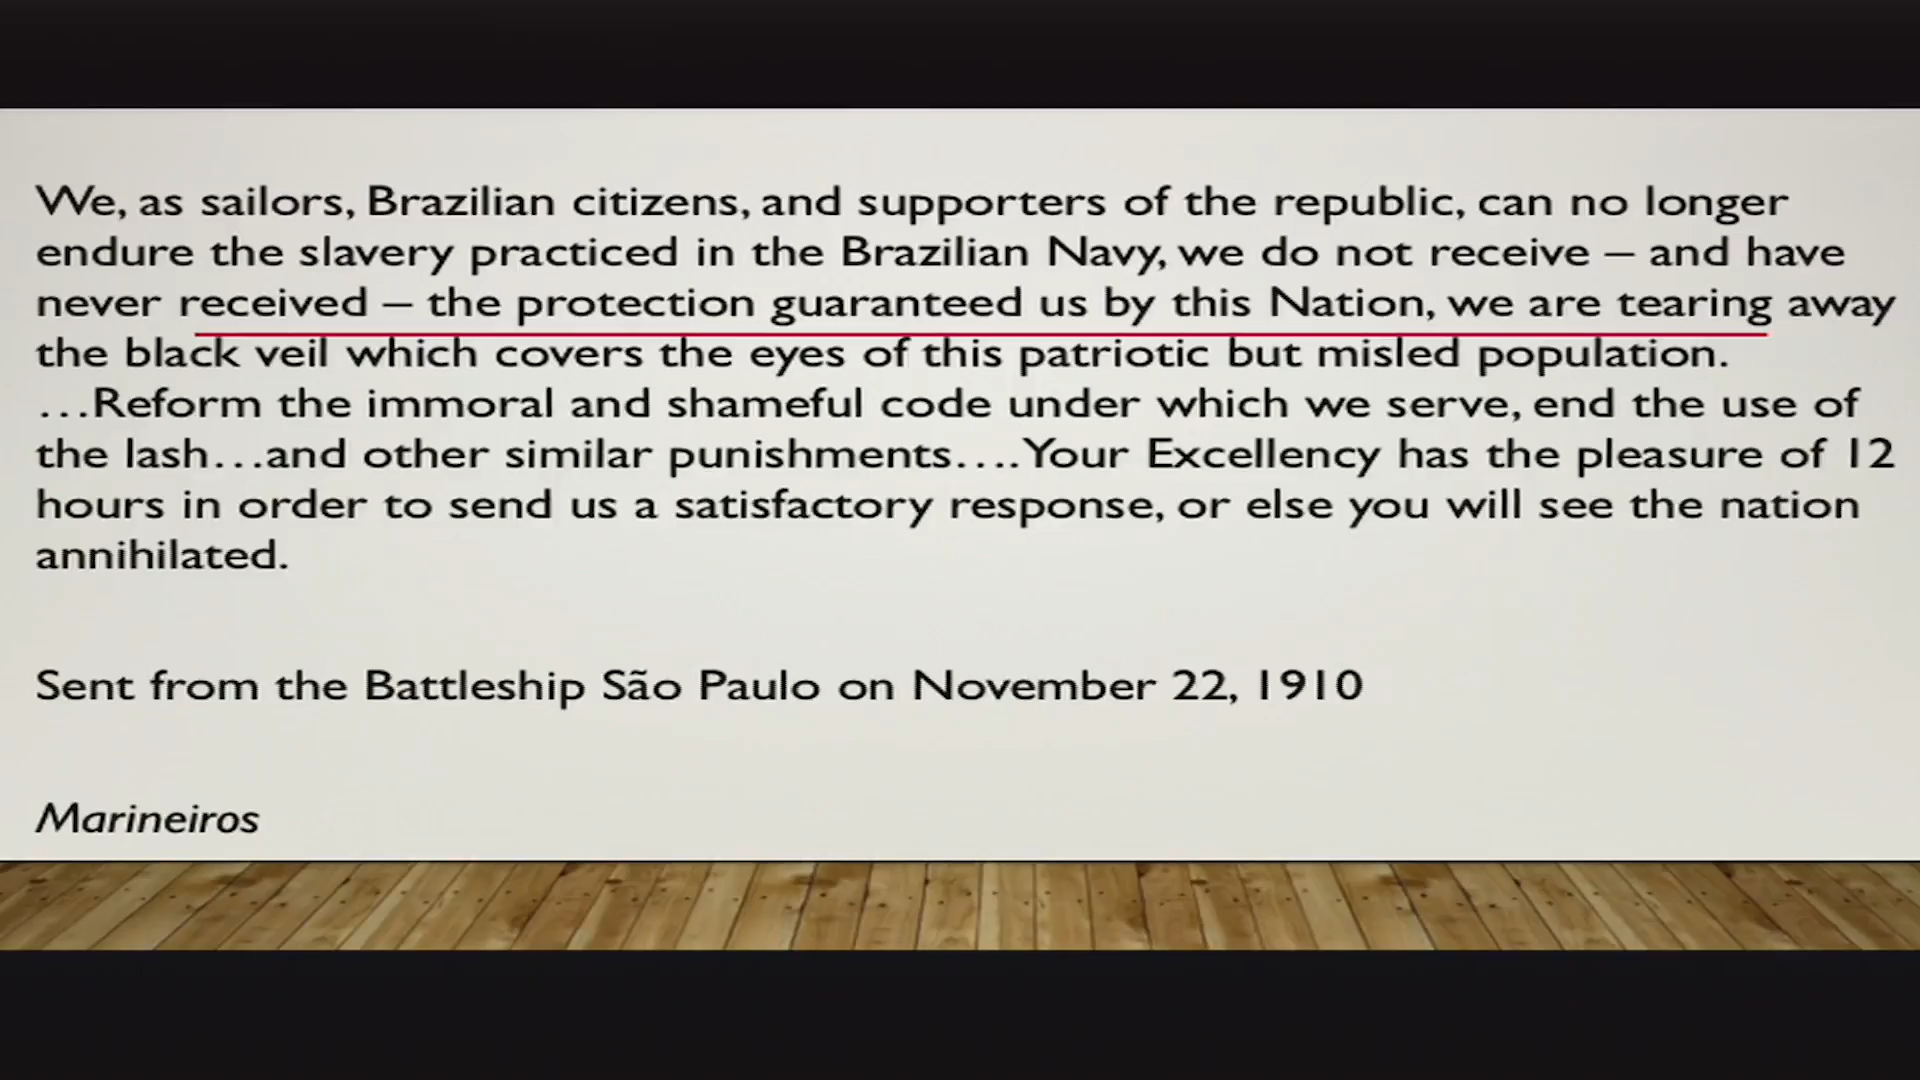 We, as sailors, Brazilian citizens, and supporters of the republic, can no longer
endure the slavery practiced in the Brazilian Navy, we do not receive – and have
never received – the protection guaranteed us by this Nation, we are tearing away
the black veil which covers the eyes of this patriotic but misled population.
…Reform the immoral and shameful code under which we serve, end the use of
the lash…and other similar punishments….Your Excellency has the pleasure of 12
hours in order to send us a satisfactory response, or else you will see the nation
annihilated.
Sent from the Battleship São Paulo on November 22, 1910
Marineiros